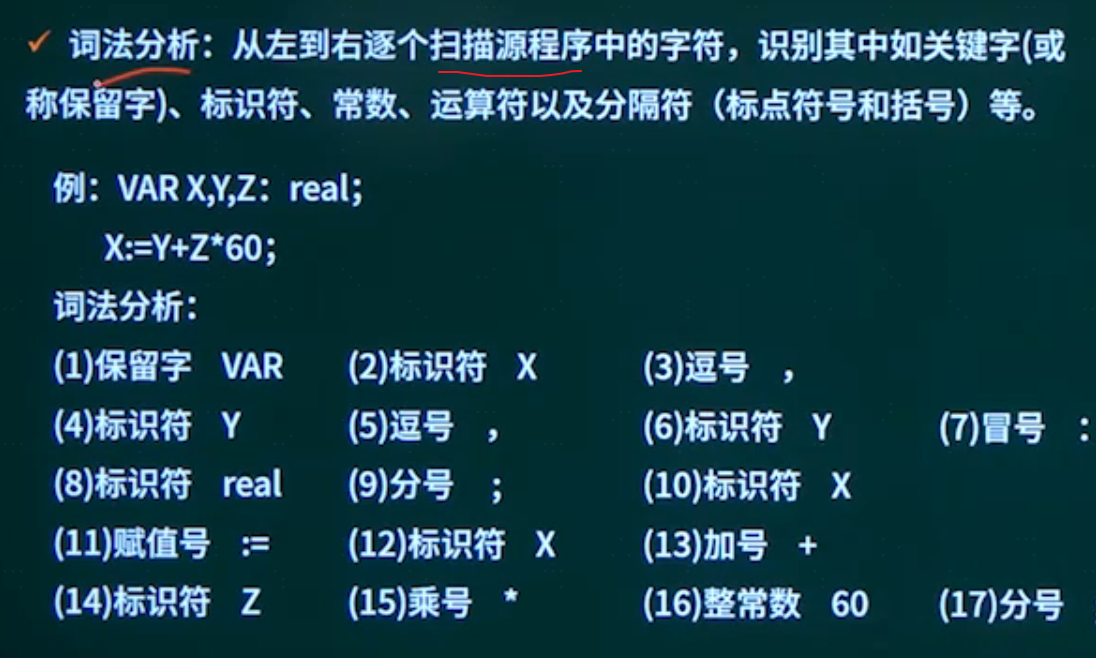 ✓ 词法分析：从左到右逐个扫描源程序中的字符，识别其中如关键字(或
称保留字)、标识符、常数、运算符以及分隔符（标点符号和括号）等。
例：VAR X,Y,Z：real；
X:=Y+Z*60；
词法分析：
(1)保留字 VAR (2)标识符 X (3)逗号 ，
(4)标识符 Y (5)逗号 ， (6)标识符 Y (7)冒号 ：
(8)标识符 real (9)分号 ； (10)标识符 X
(11)赋值号 := (12)标识符 X (13)加号 +
(14)标识符 Z (15)乘号 * (16)整常数 60 (17)分号